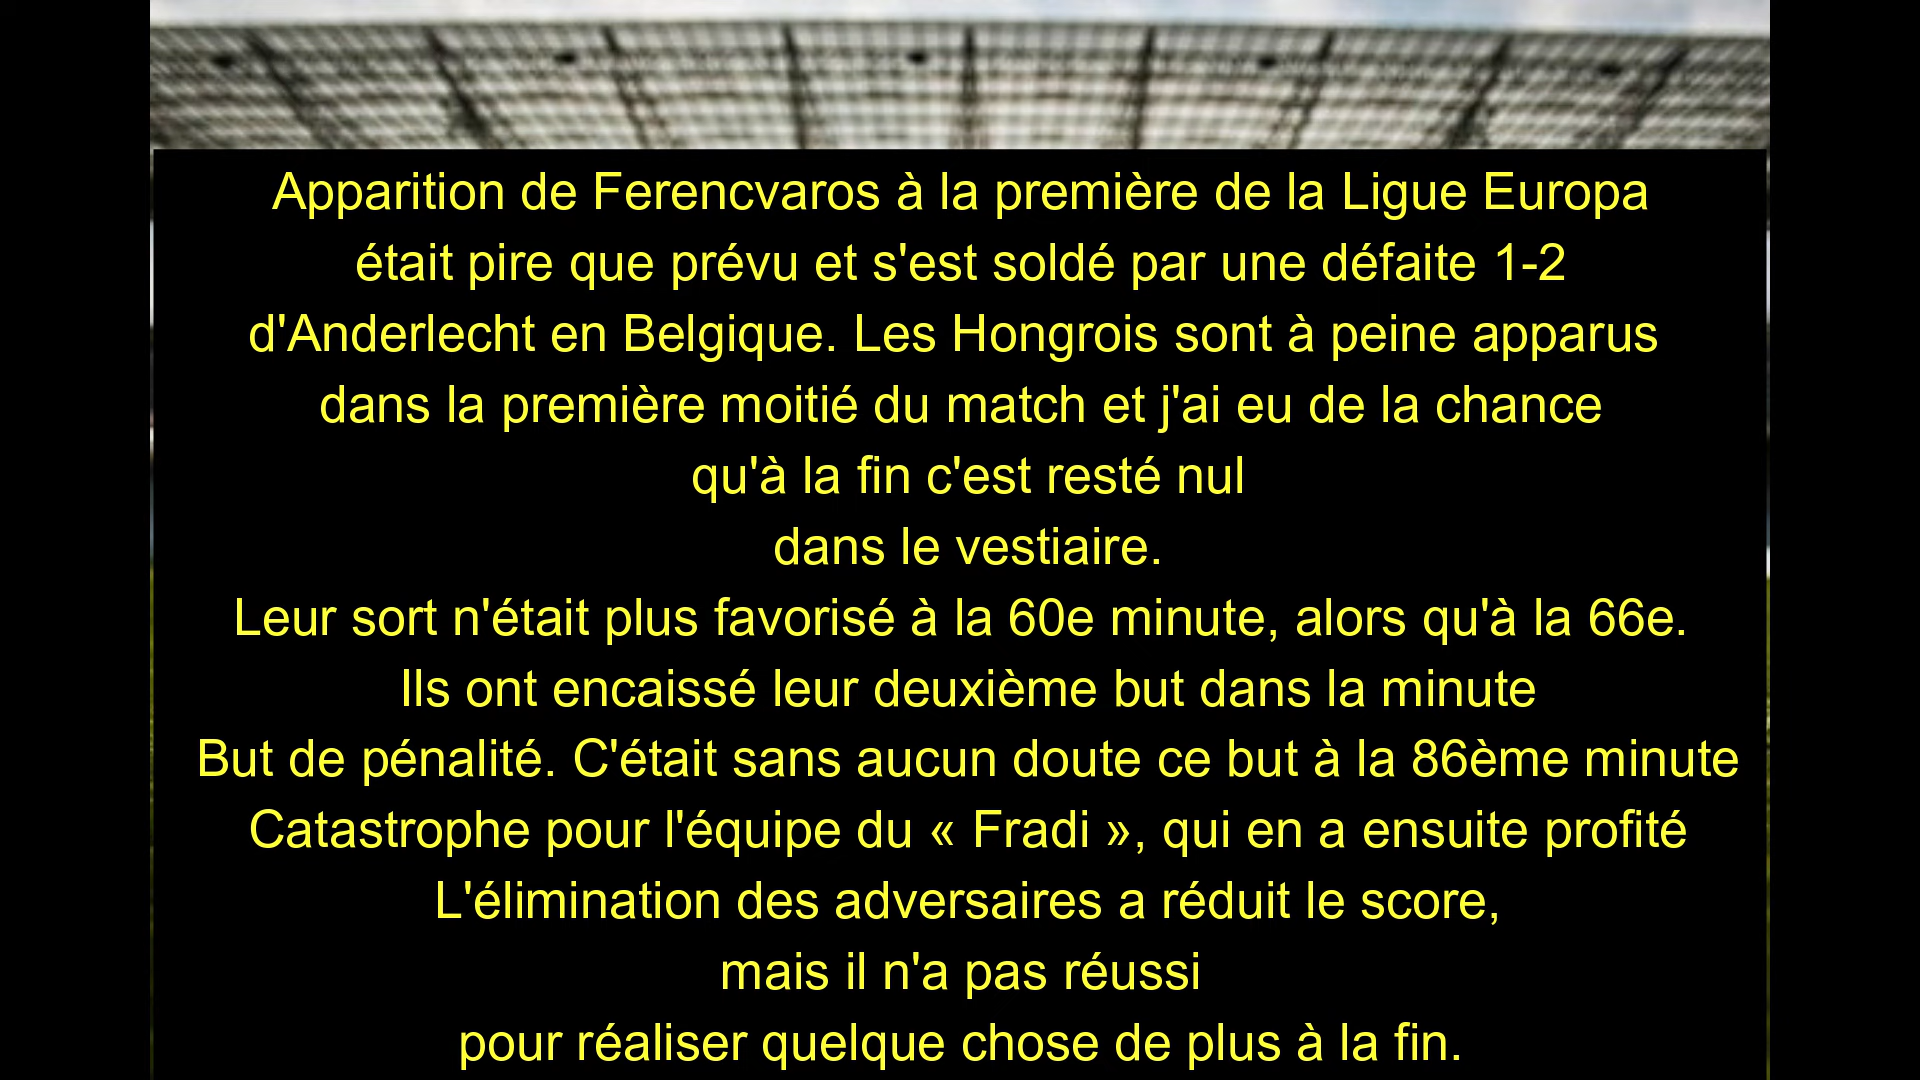 Apparition de Ferencvaros à la première de la Ligue Europa
était pire que prévu et s'est soldé par une défaite 1-2
d'Anderlecht en Belgique. Les Hongrois sont à peine apparus
dans la première moitié du match et j'ai eu de la chance
qu'à la fin c'est resté nul
dans le vestiaire.
Leur sort n'était plus favorisé à la 60e minute, alors qu'à la 66e.
Ils ont encaissé leur deuxième but dans la minute
But de pénalité. C'était sans aucun doute ce but à la 86ème minute
Catastrophe pour l'équipe du « Fradi », qui en a ensuite profité
L'élimination des adversaires a réduit le score,
mais il n'a pas réussi
pour réaliser quelque chose de plus à la fin.